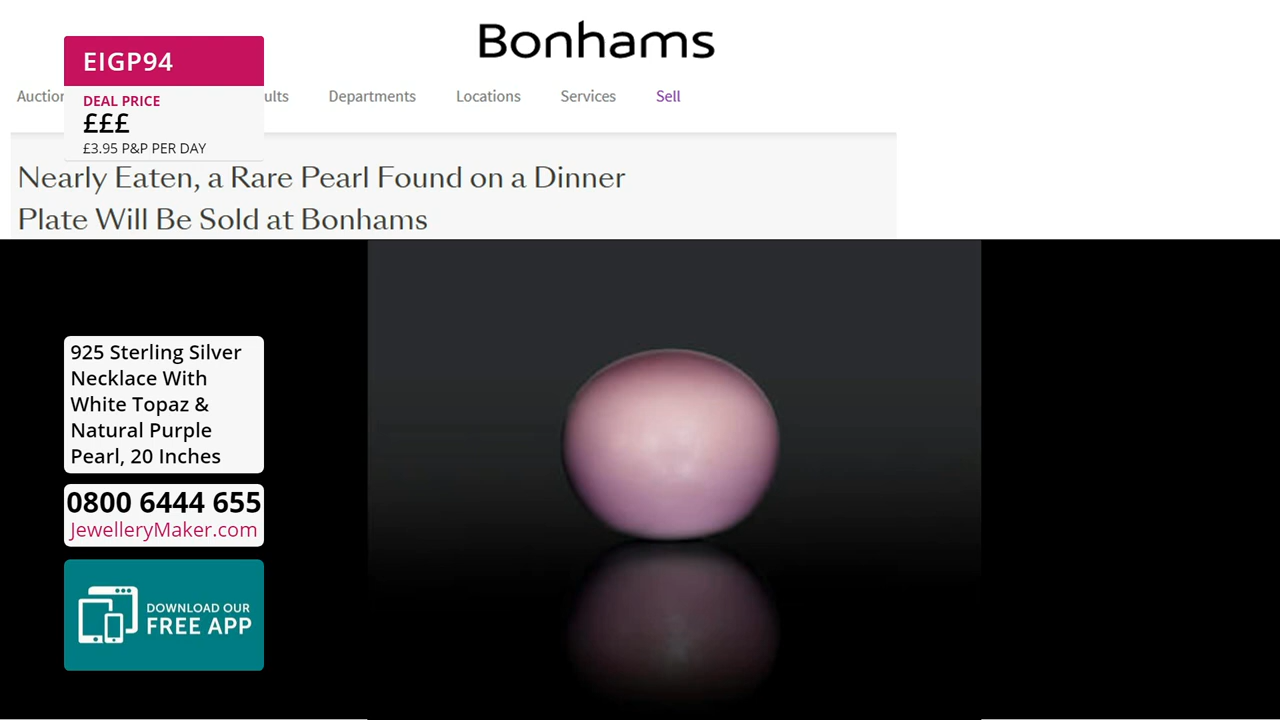 Bonhams
EIGP94
DEAL PRICE
£££
£3.95 P&P PER DAY
Departments
Locations
Services
Sell
Nearly Eaten, a Rare Pearl Found on a Dinner
Plate Will Be Sold at Bonhams
925 Sterling Silver
Necklace With
White Topaz &
Natural Purple
Pearl, 20 Inches
0800 6444 655
JewelleryMaker.com
DOWNLOAD OUR
FREE APP